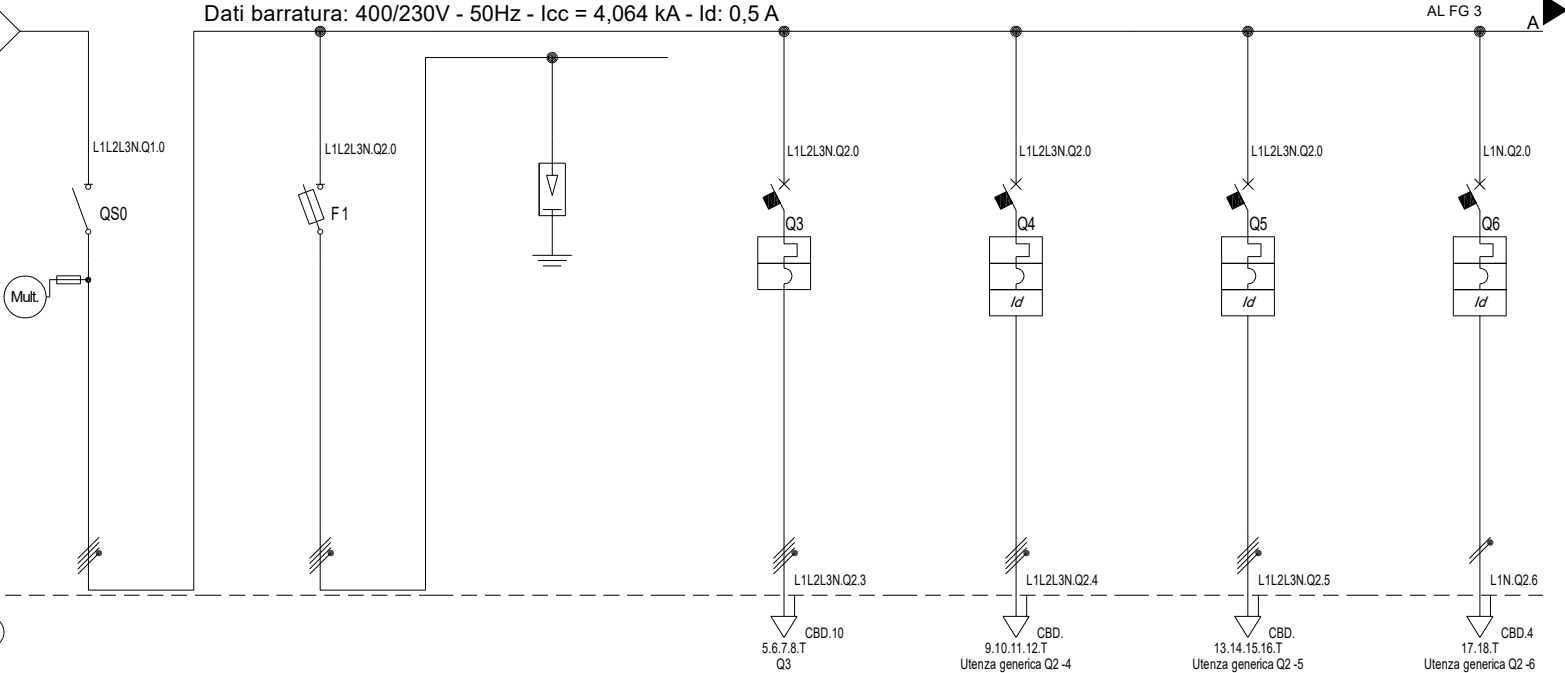 Dati barratura: 400/230V - 50Hz - Icc = 4,064 kA - Id: 0,5 A
AL FG 3
A
L1L2L3N.Q1.0
L1L2L3N.Q2.0
L1L2L3N.Q2.0
L1L2L3N.Q2.0
L1L2L3N.Q2.0
L1N.Q2.0
QS0
F1
Q3
Q4
Q5
Q6
Mult.
Id
Id
Id
L1L2L3N.Q2.3
L1L2L3N.Q2.4
L1L2L3N.Q2.5
L1N.Q2.6
CBD.10
CBD.
CBD.
CBD.4
5.6.7.8.T
9.10.11.12.T
13.14.15.16.T
17.18.T
Q3
Utenza generica Q2 -4
Utenza generica Q2 -5
Utenza generica Q2 -6